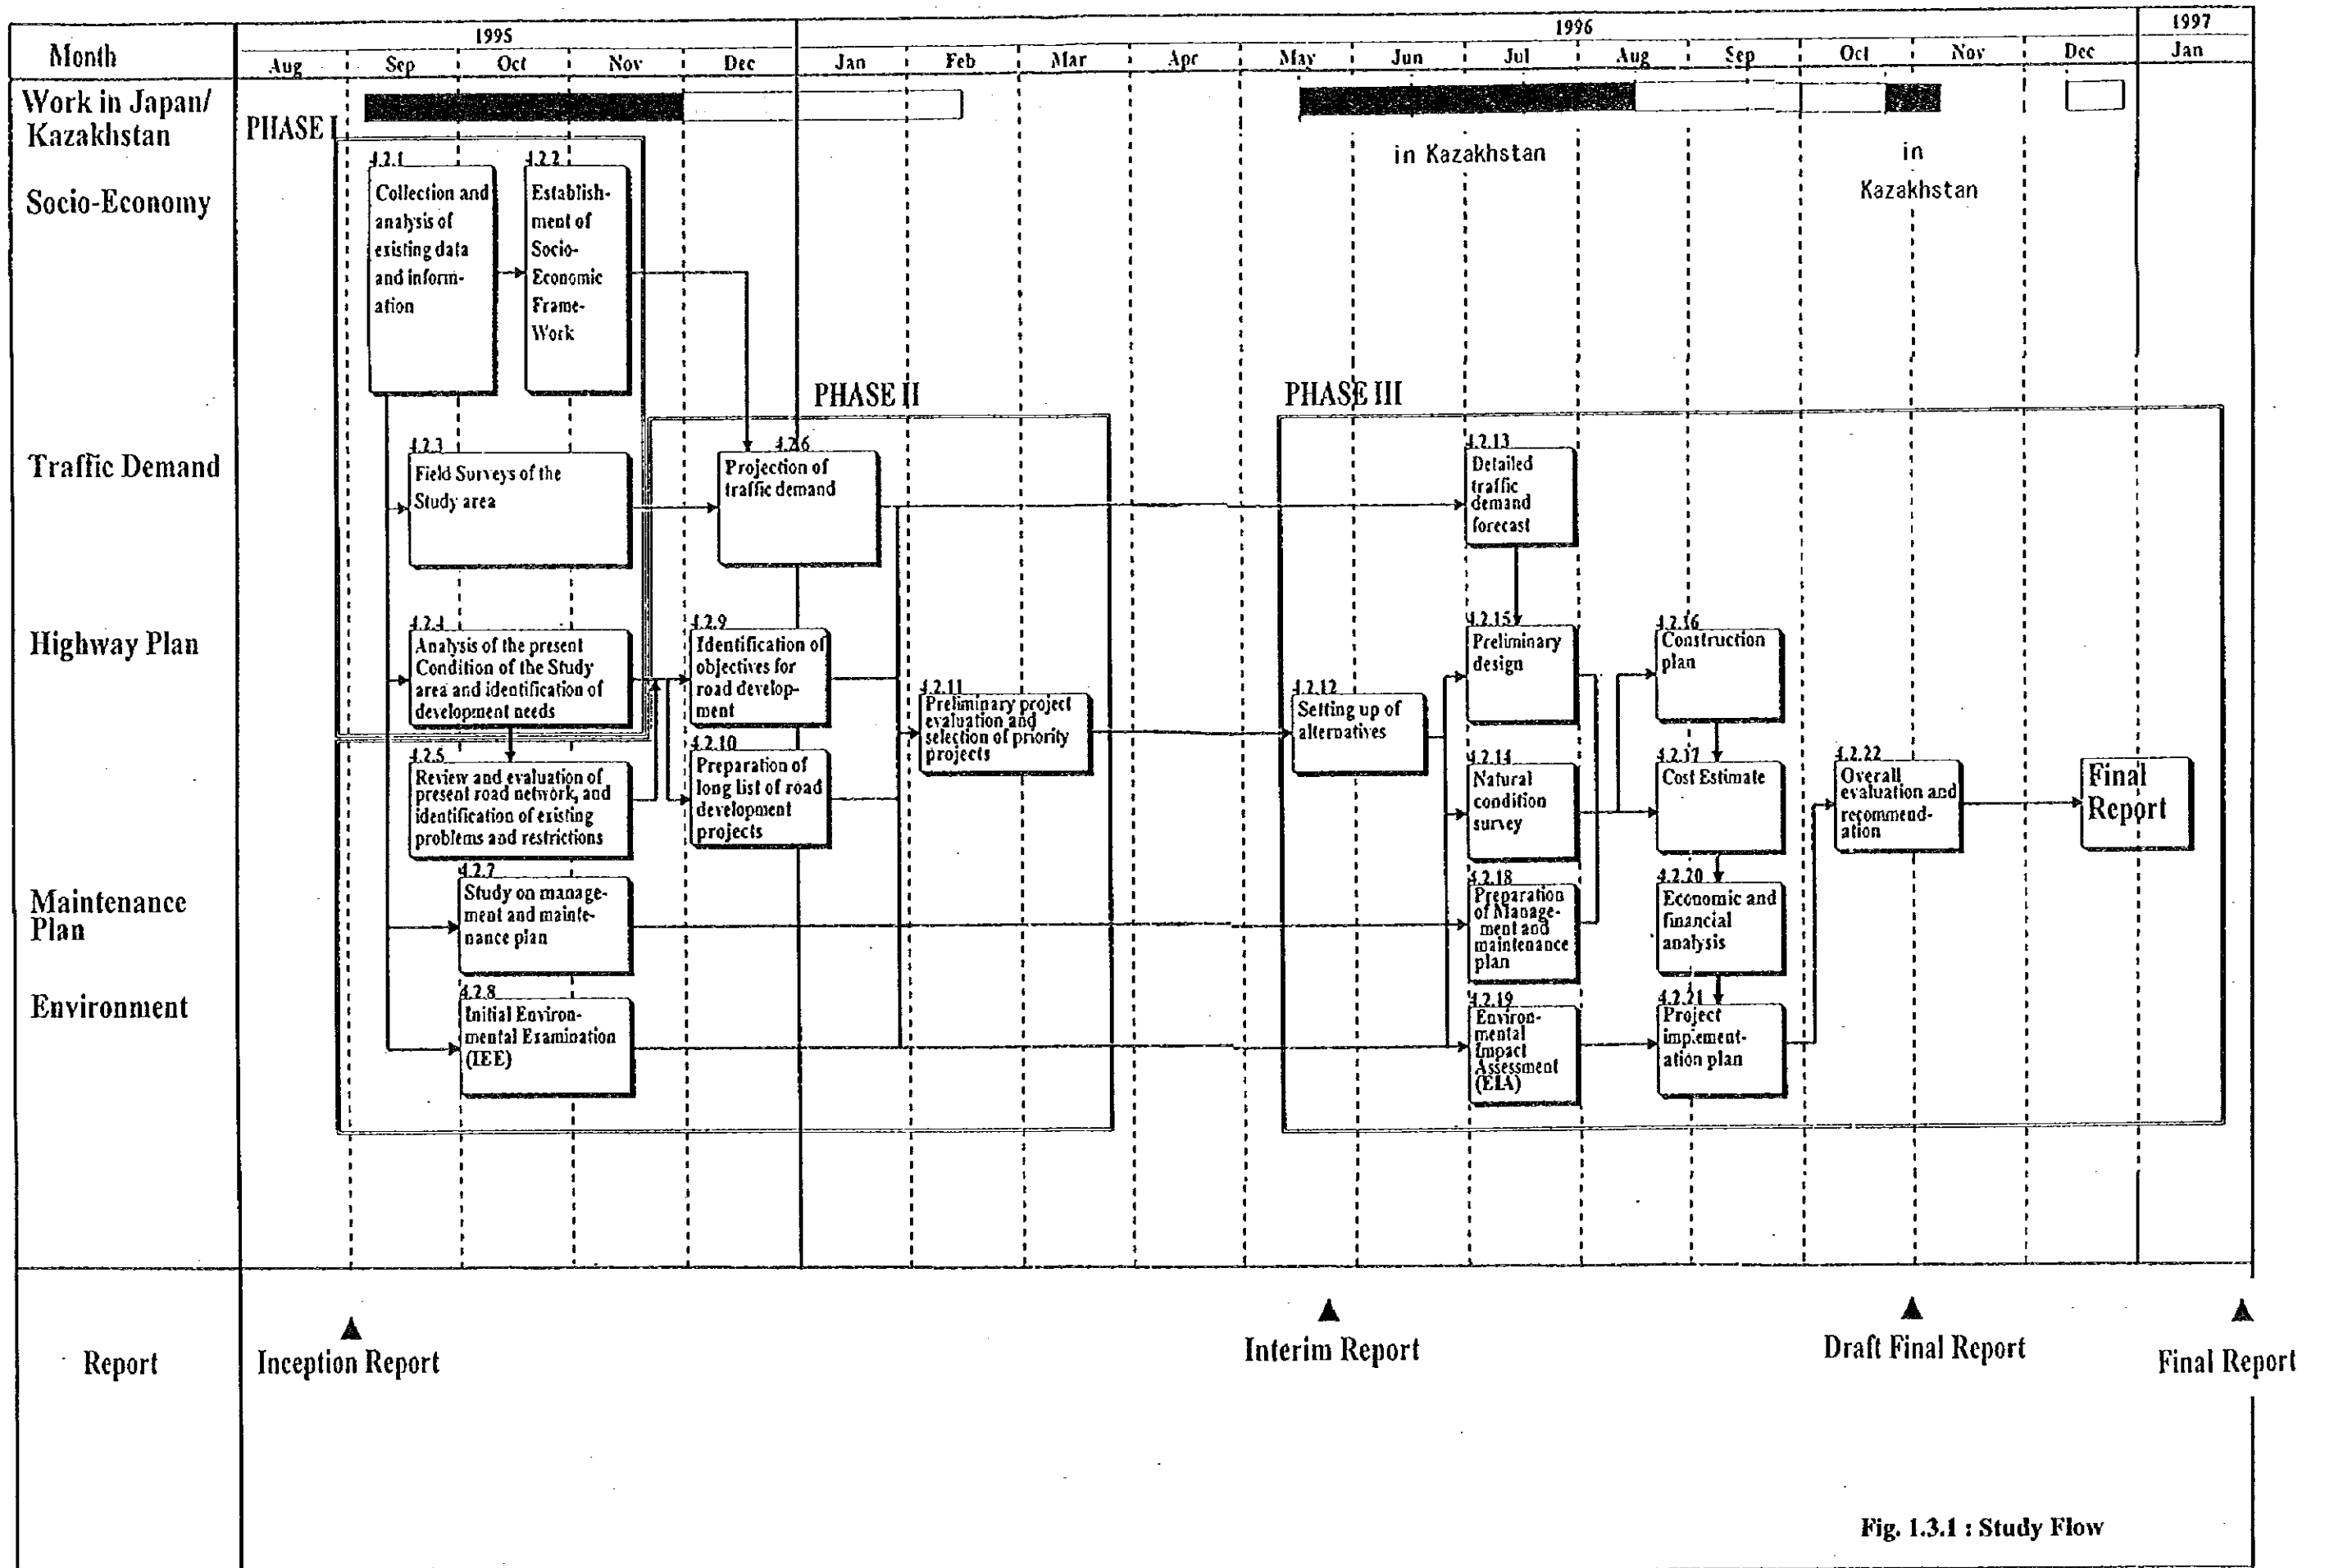 1995
1996
1997
Month
Aug
Sep
Oct
Nov
Dec
Jan
Feb
Mar
Apr
May
Jun
Jul
Aug
Sep
Oct
Nov
Dec
Jan
Work in Japan/
Kazakhstan
PHASE I
in Kazakhstan
in
Kazakhstan
Socio-Economy
4.2.1
Collection and
analysis of
existing data
and inform-
ation
4.2.2
Establish-
ment of
Socio-
Economic
Frame-
Work
PHASE II
PHASE III
Traffic Demand
4.2.3
Field Surveys of the
Study area
4.2.6
Projection of
traffic demand
4.2.13
Detailed
traffic
demand
forecast
Highway Plan
4.2.4
Analysis of the present
Condition of the Study
area and identification of
development needs
4.2.9
Identification of
objectives for
road develop-
ment
4.2.11
Preliminary project
evaluation and
selection of priority
projects
4.2.12
Setting up of
alternatives
4.2.15
Preliminary
design
4.2.16
Construction
plan
4.2.5
Review and evaluation of
present road network, and
identification of existing
problems and restrictions
4.2.10
Preparation of
long list of road
development
projects
4.2.14
Natural
condition
survey
4.2.17
Cost Estimate
4.2.22
Overall
evaluation and
recommend-
ation
Final
Report
Maintenance
Plan
4.2.7
Study on manage-
ment and mainte-
nance plan
4.2.18
Preparation
of Manage-
ment and
maintenance
plan
4.2.20
Economic and
financial
analysis
Environment
4.2.8
Initial Environ-
mental Examination
(IEE)
4.2.19
Environ-
mental
Impact
Assessment
(EIA)
4.2.21
Project
implement-
ation plan
Report
Inception Report
Interim Report
Draft Final Report
Final Report
Fig. 1.3.1 : Study Flow